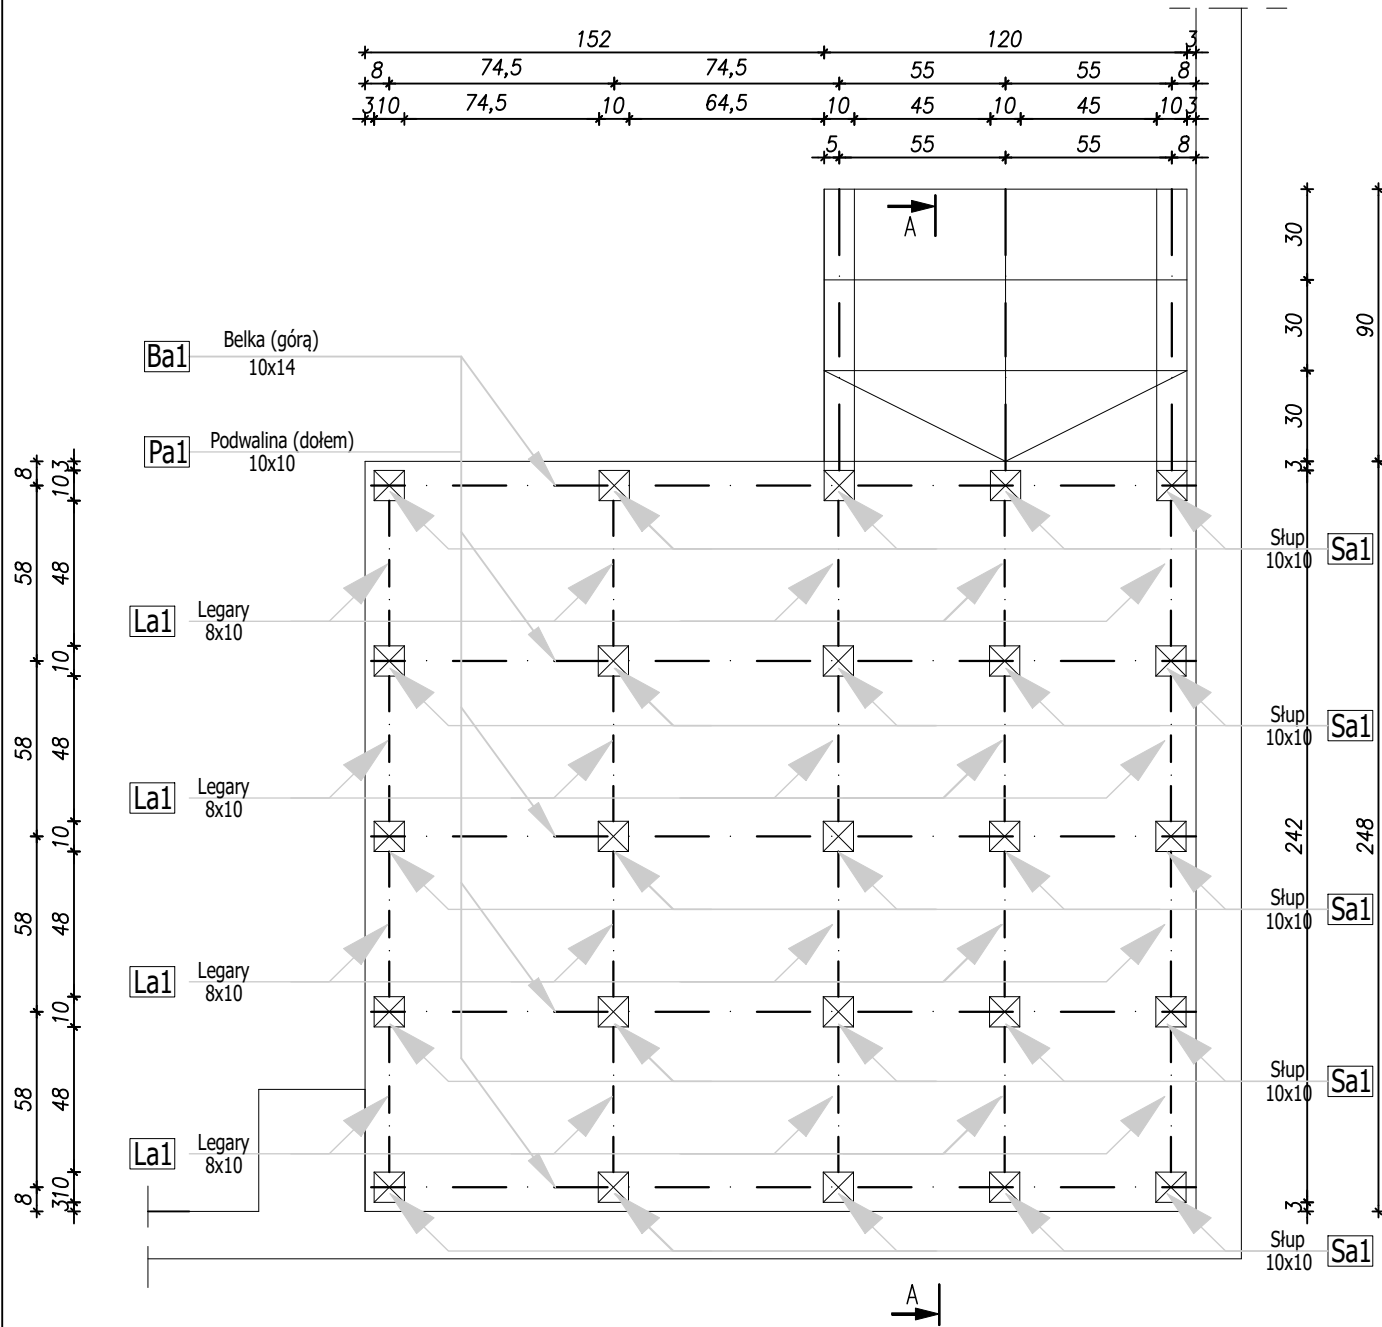 152 120 3
8 74,5 74,5 55 55 8
3 10 74,5 10 64,5 10 45 10 45 10 3
5 55 55 8
A
30
30
30
90
Ba1
Belka (górą)
10x14
Pa1
Podwalina (dołem)
10x10
8
58
58
58
58
8
3
10
48
10
48
10
48
10
48
10
3
La1
Legary
8x10
La1
Legary
8x10
La1
Legary
8x10
La1
Legary
8x10
Słup
10x10
Sa1
Słup
10x10
Sa1
Słup
10x10
Sa1
Słup
10x10
Sa1
Słup
10x10
Sa1
3
242
3
248
A